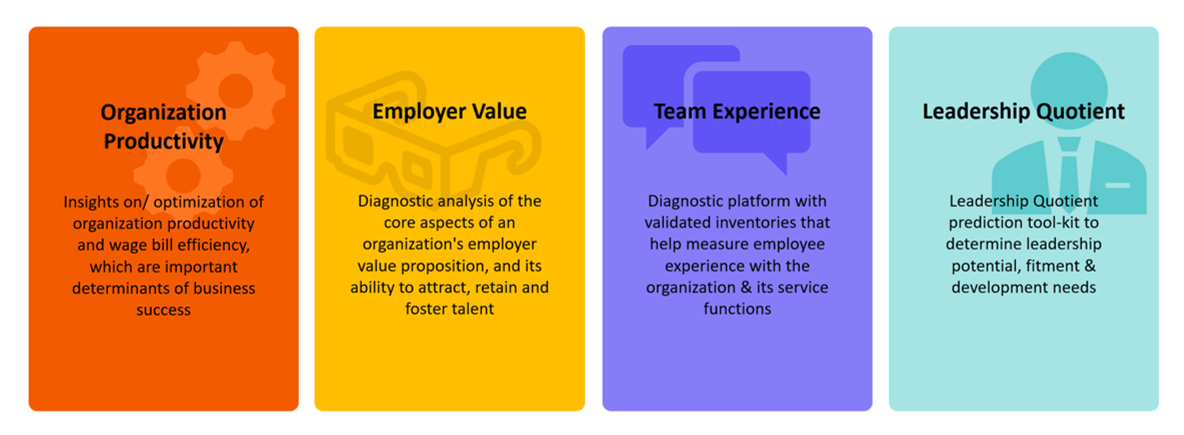 Organization
Productivity
Insights on/ optimization of
organization productivity
and wage bill efficiency,
which are important
determinants of business
success
Employer Value
Diagnostic analysis of the
core aspects of an
organization's employer
value proposition, and its
ability to attract, retain and
foster talent
Team Experience
Diagnostic platform with
validated inventories that
help measure employee
experience with the
organization & its service
functions
Leadership Quotient
Leadership Quotient
prediction tool-kit to
determine leadership
potential, fitment &
development needs